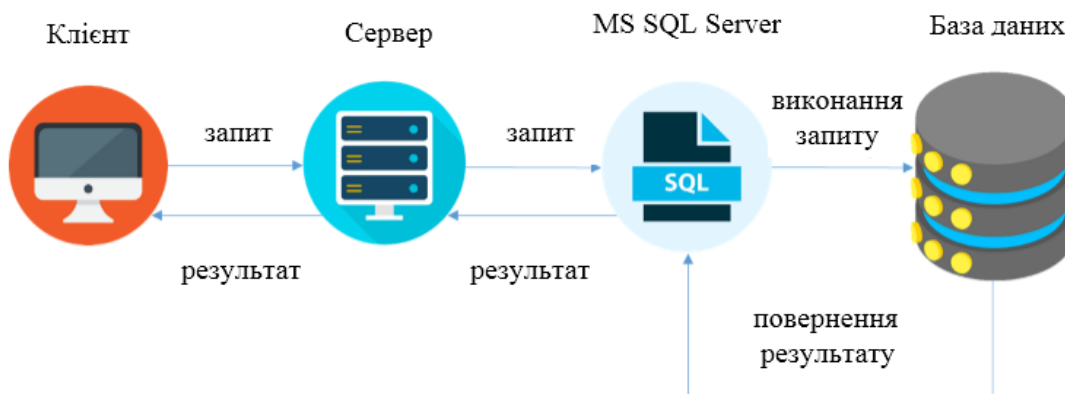 Клієнт
Сервер
MS SQL Server
База даних
запит
запит
виконання
запиту
SQL
результат
результат
повернення
результату